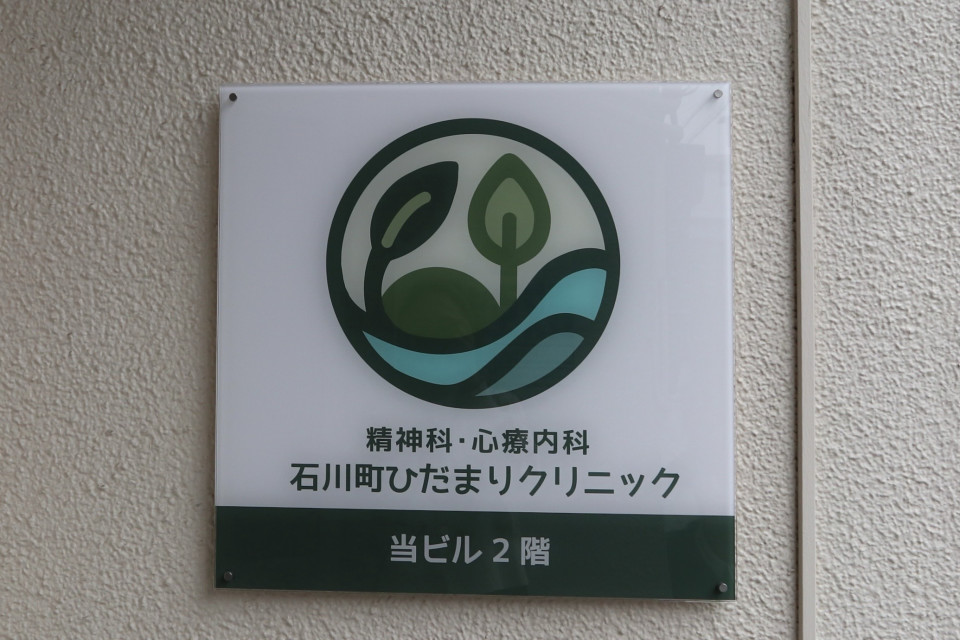 精神科・心療内科
石川町ひだまりクリニック
当ビル2階